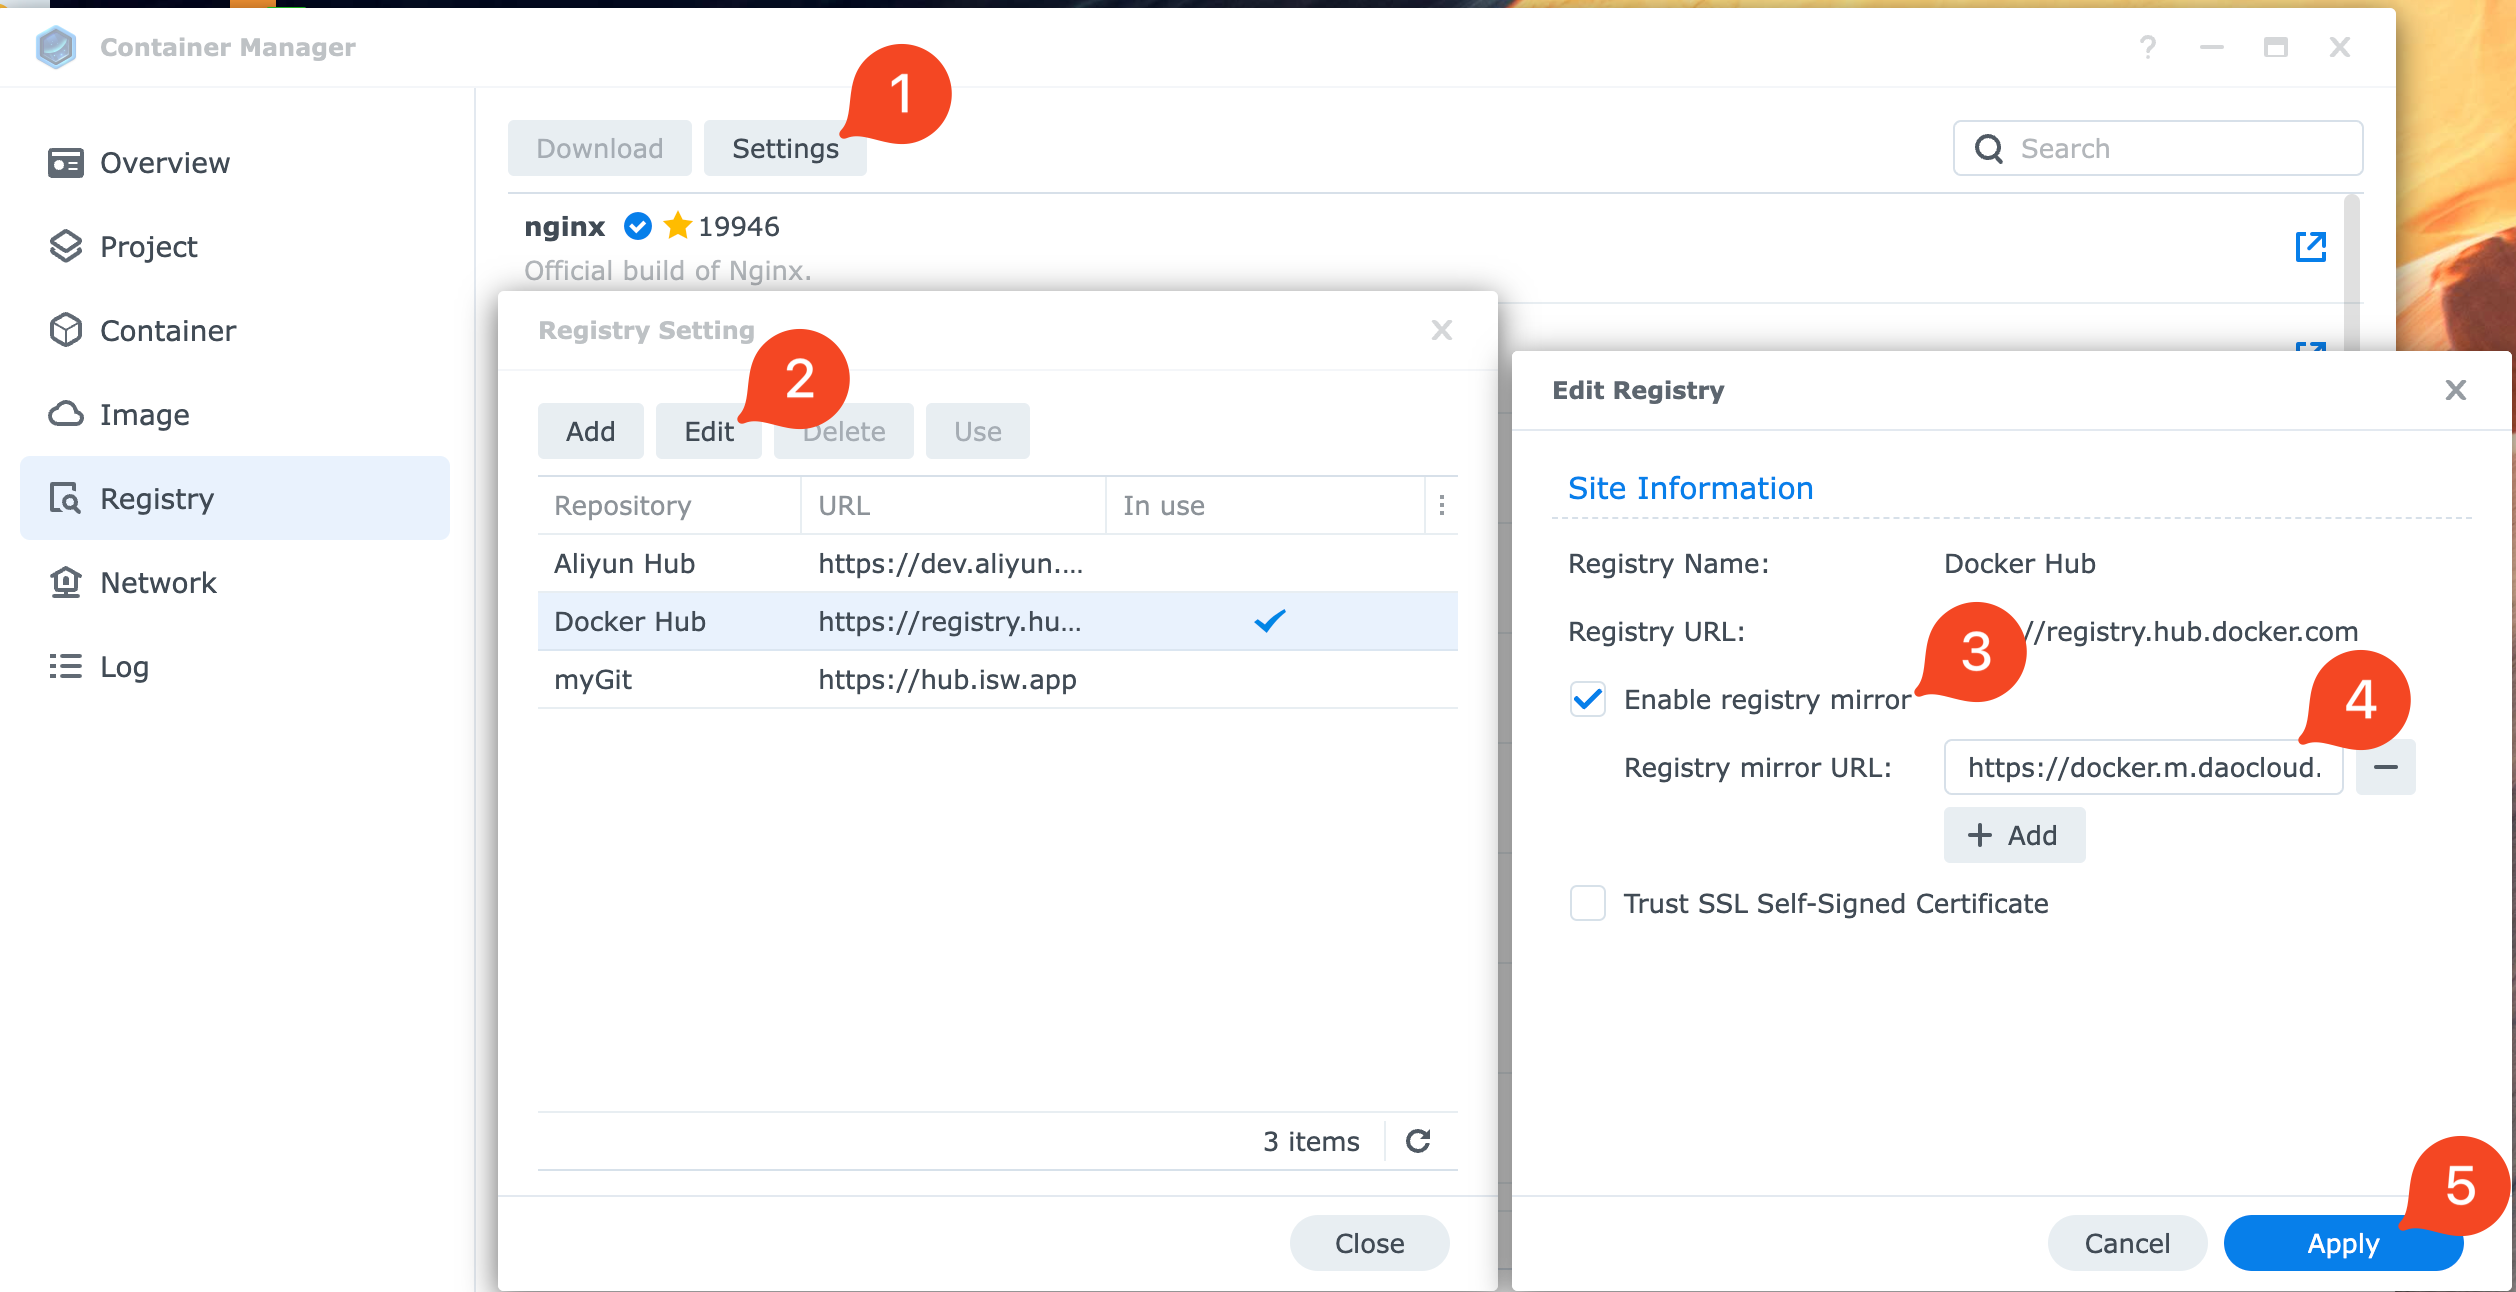 Container Manager
?
1
Overview
Project
Container
Image
Registry
Network
Log
Download
Settings
Search
nginx 19946
Official build of Nginx.
Registry Setting
2
Add
Edit
Delete
Use
Repository URL In use
Aliyun Hub https://dev.aliyun....
Docker Hub https://registry.hu...
myGit https://hub.isw.app
3 items
Close
Edit Registry
Site Information
Registry Name: Docker Hub
Registry URL: //registry.hub.docker.com
3
Enable registry mirror
4
Registry mirror URL: https://docker.m.daocloud.
+ Add
Trust SSL Self-Signed Certificate
5
Cancel
Apply